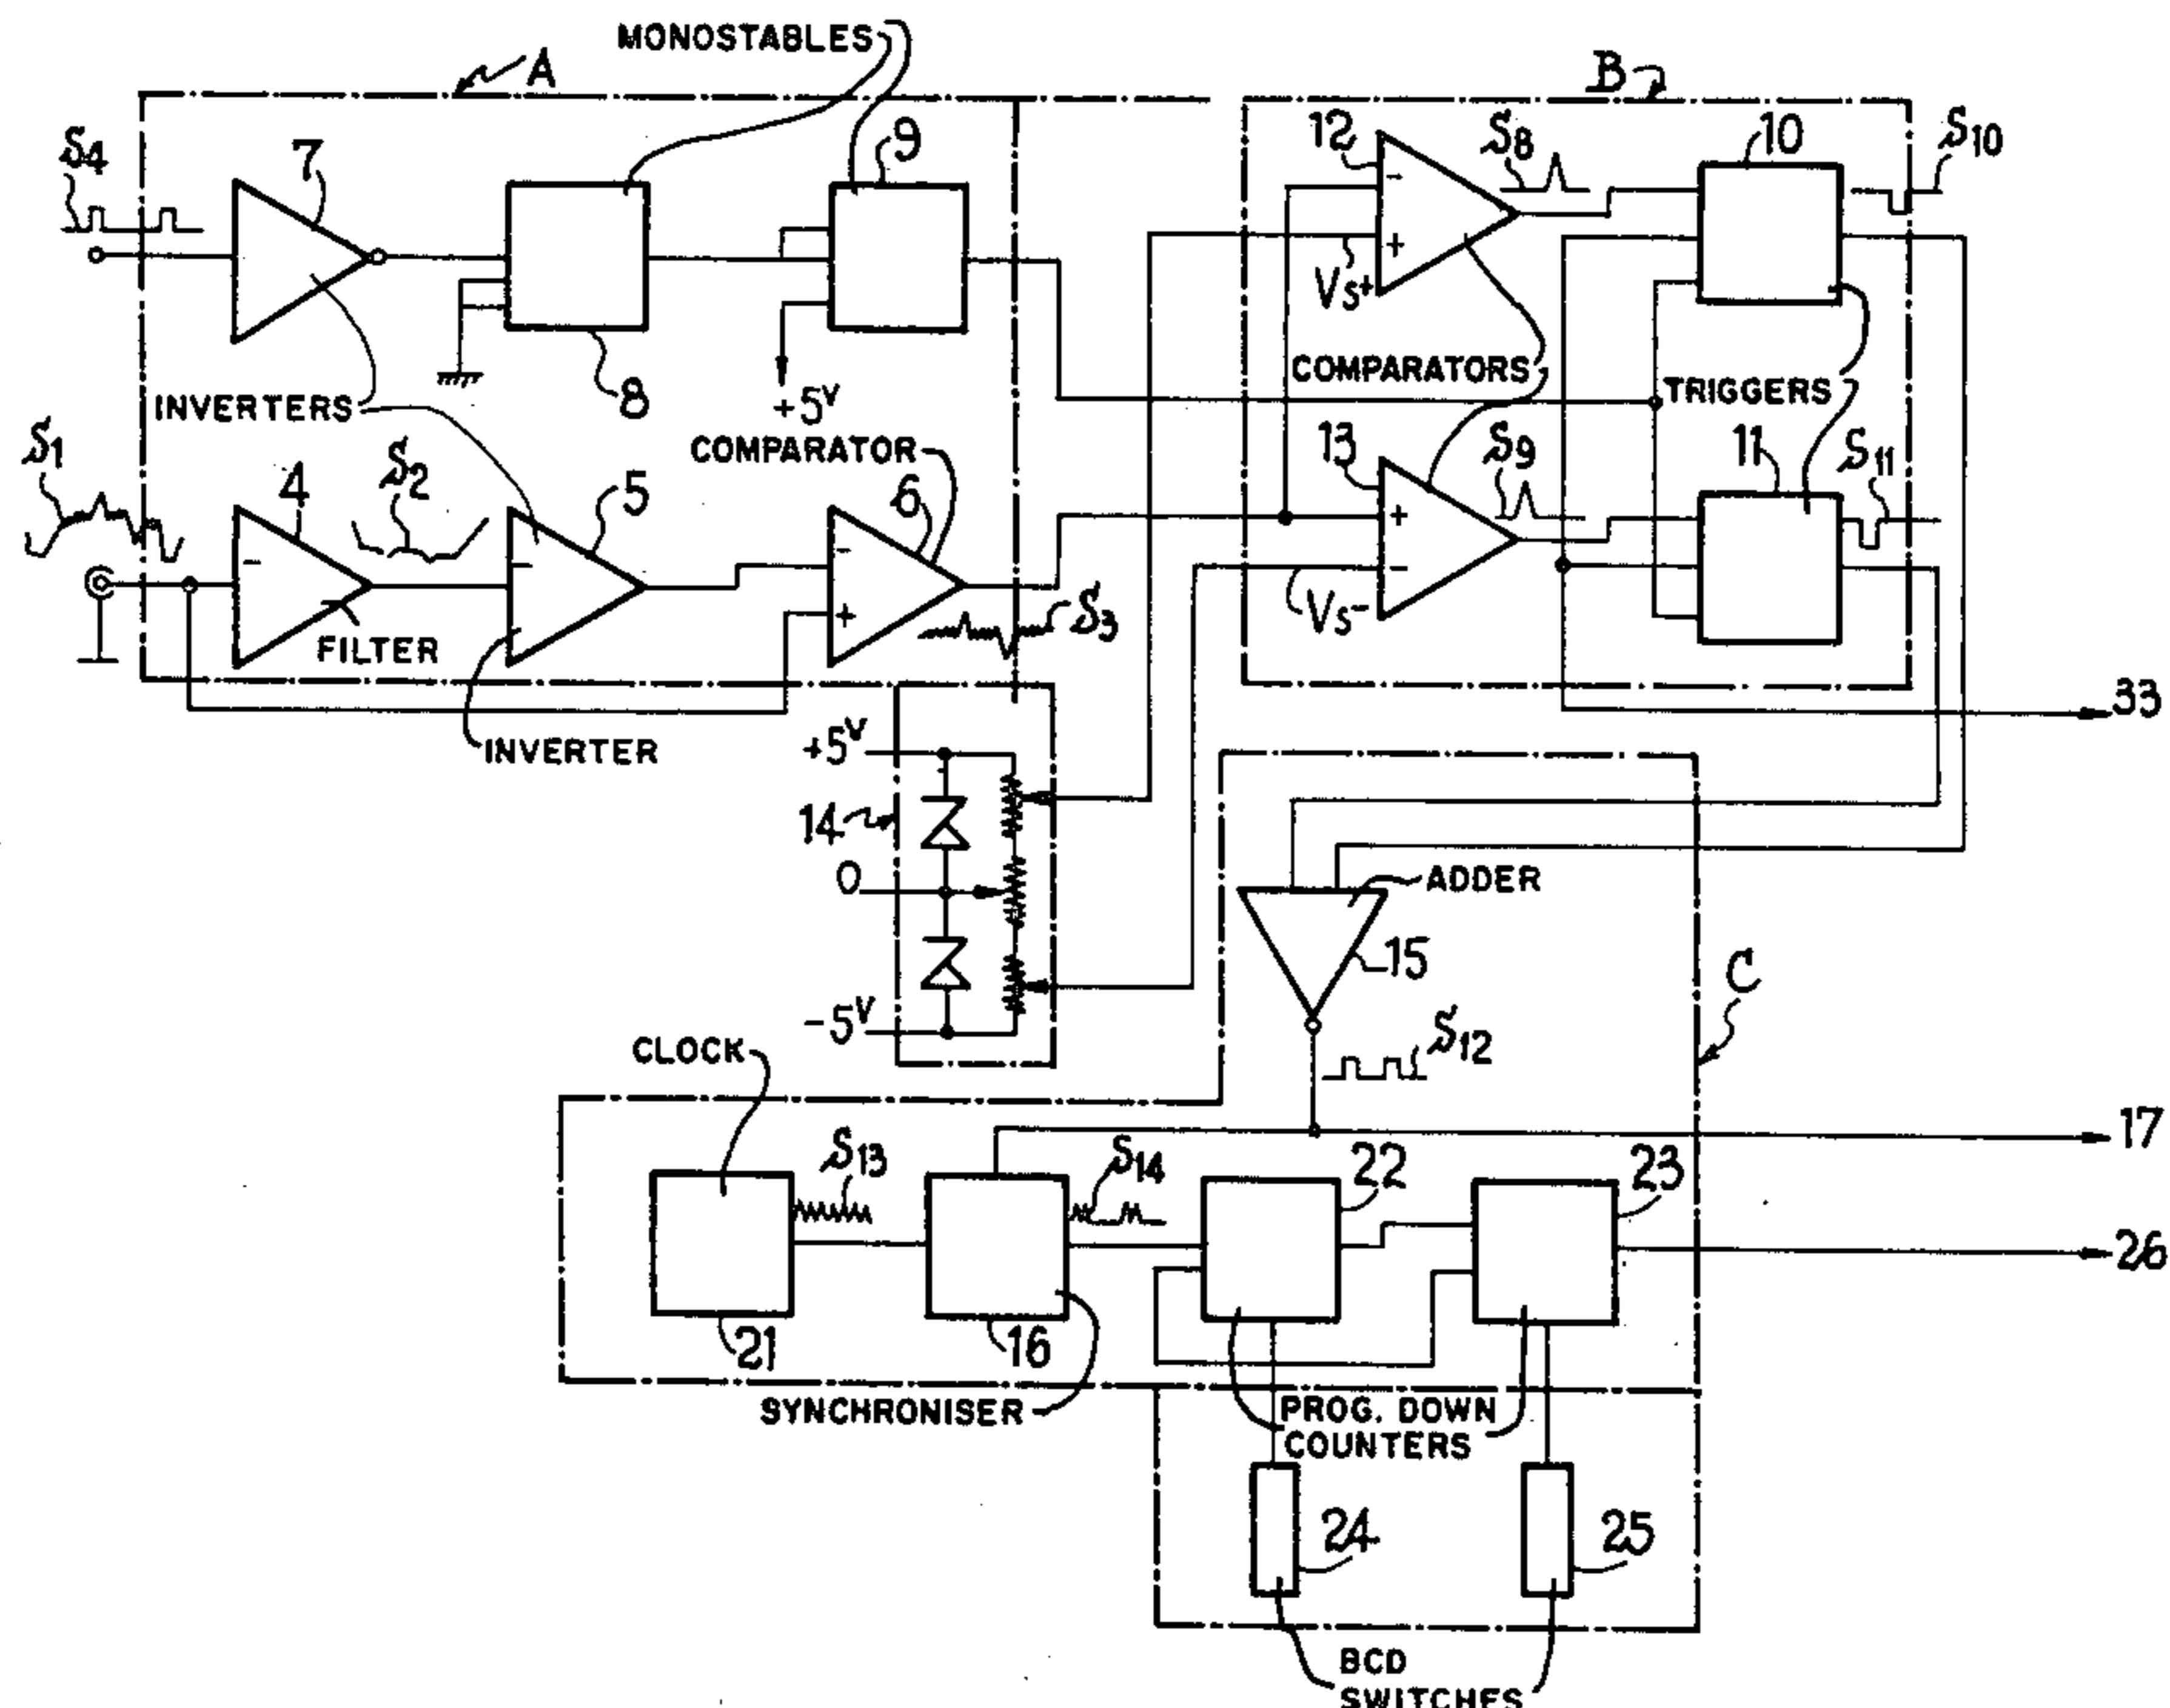 MONOSTABLES
A
B
S4
7
9
12
S8
10
S10
-
+
Vs+
INVERTERS
8
+5V
COMPARATORS
TRIGGERS
COMPARATOR
S1
4
S2
5
6
13
S9
11
S11
-
-
-
+
+
-
FILTER
S3
Vs-
33
INVERTER
+5V
14
0
ADDER
15
C
-5V
S12
CLOCK
17
S13
S14
22
23
26
21
16
SYNCHRONISER
PROG. DOWN
COUNTERS
24
25
BCD
SWITCHES